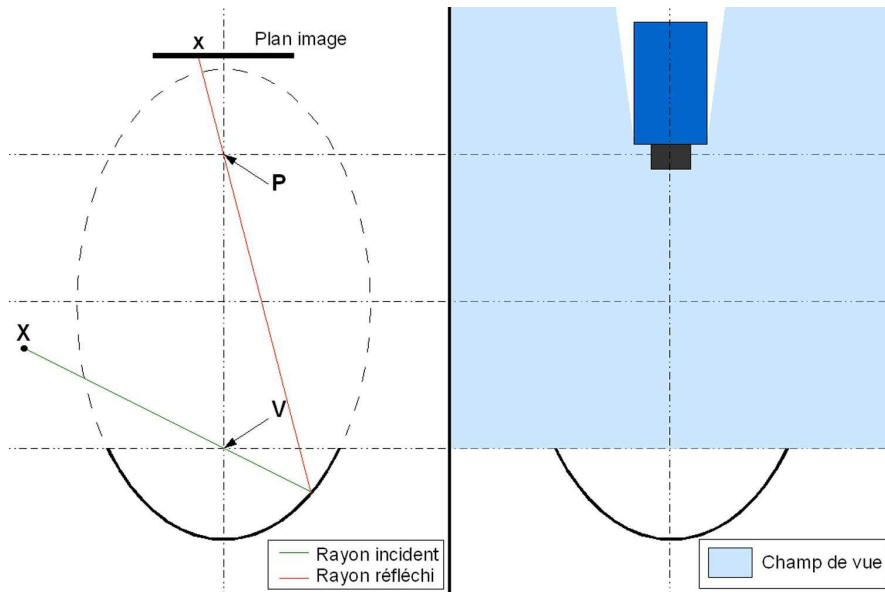 x
Plan image
P
X
V
Rayon incident
Rayon réfléchi
Champ de vue